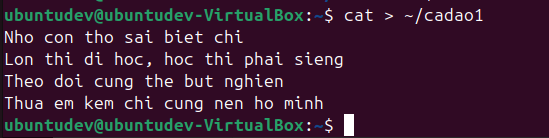 ubuntudev@ubuntudev-VirtualBox:~$ cat > ~/cadao1
Nho con tho sai biet chi
Lon thi di hoc, hoc thi phai sieng
Theo doi cung the but nghien
Thua em kem chi cung nen ho minh
ubuntudev@ubuntudev-VirtualBox:~$